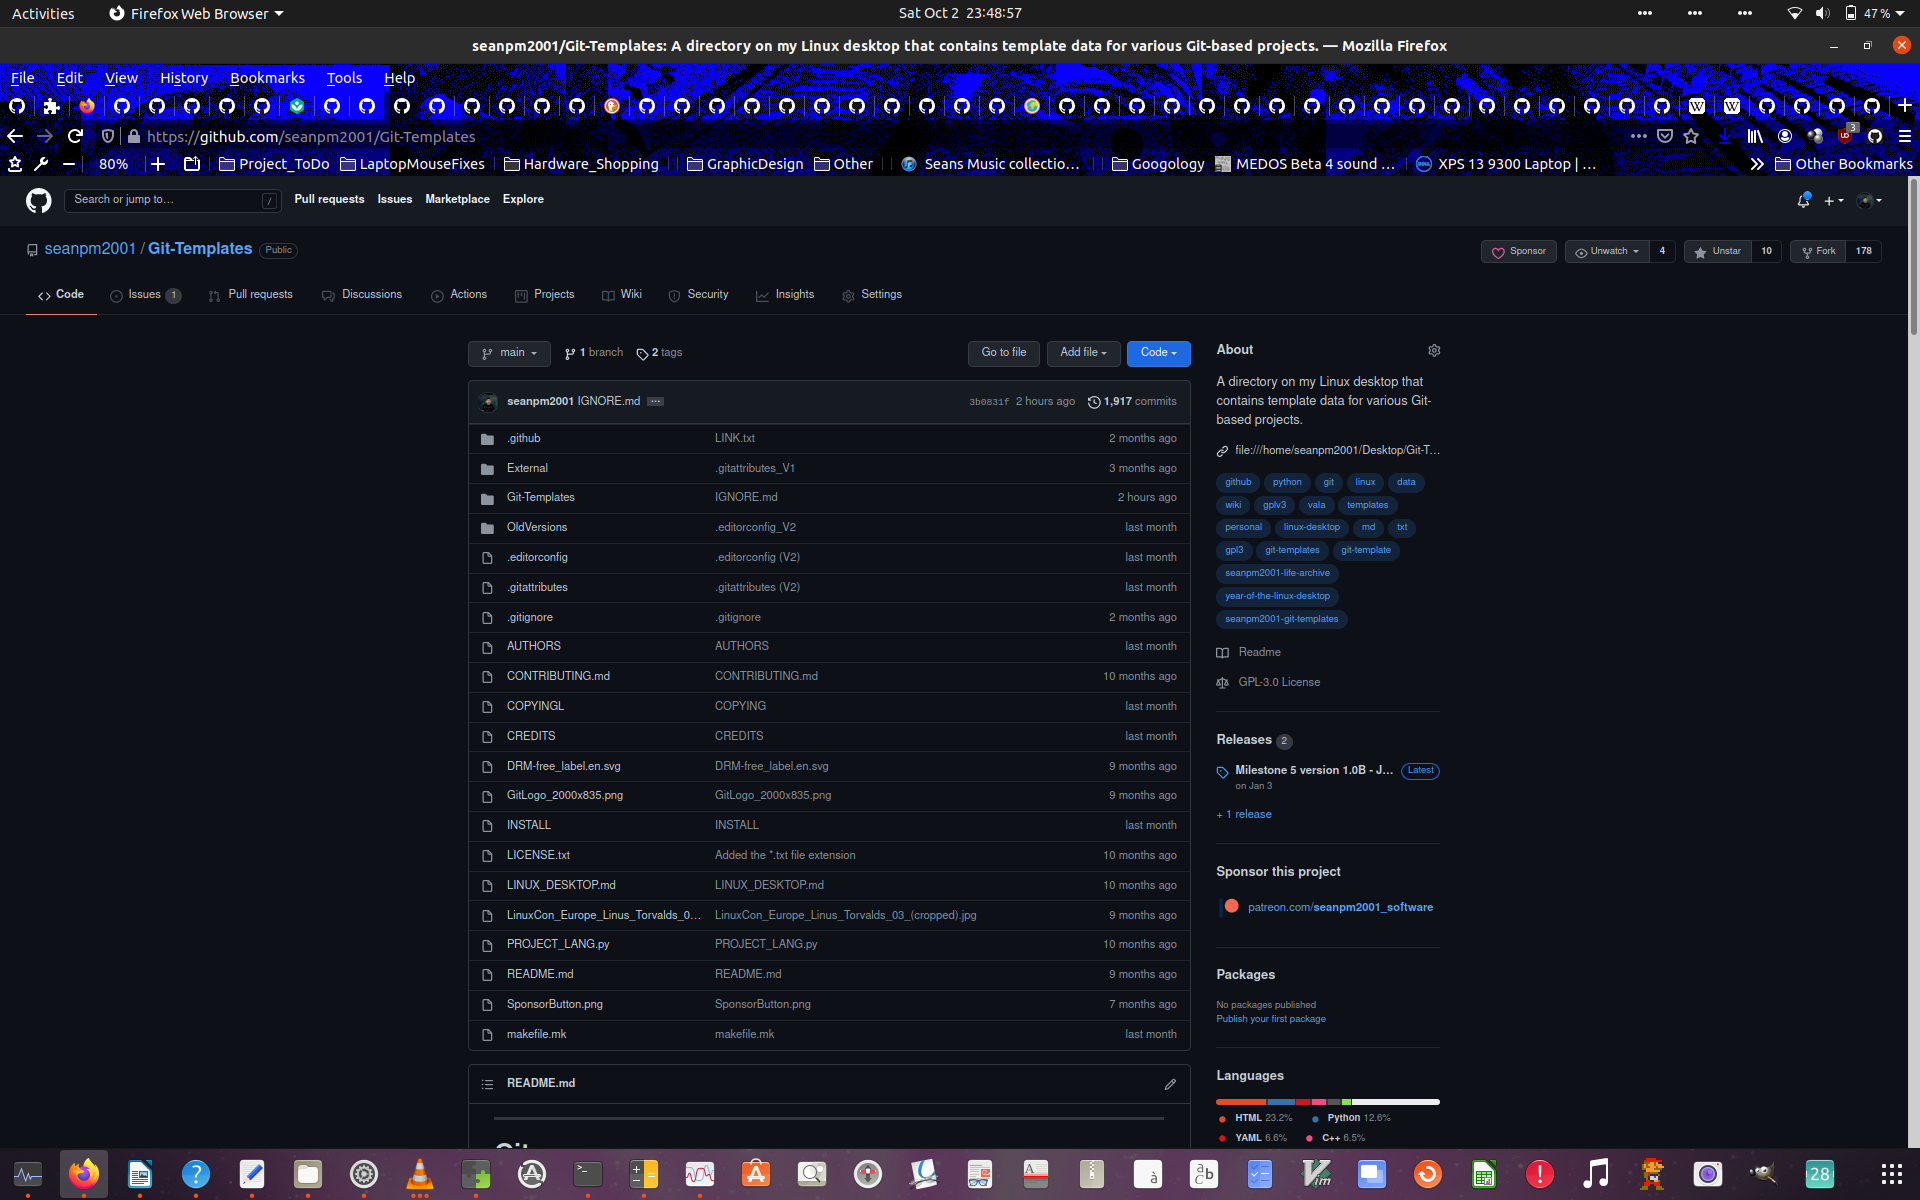 Activities Firefox Web Browser Sat Oct 2 23:48:57 47 %
seanpm2001/Git-Templates: A directory on my Linux desktop that contains template data for various Git-based projects. — Mozilla Firefox
File Edit View History Bookmarks Tools Help
https://github.com/seanpm2001/Git-Templates 3
80% Project_ToDo LaptopMouseFixes Hardware_Shopping GraphicDesign Other Seans Music collectio… Googology MEDOS Beta 4 sound … XPS 13 9300 Laptop | … Other Bookmarks
Search or jump to… / Pull requests Issues Marketplace Explore
seanpm2001 / Git-Templates Public Sponsor Unwatch 4 Unstar 10 Fork 178
Code Issues 1 Pull requests Discussions Actions Projects Wiki Security Insights Settings
main 1 branch 2 tags Go to file Add file Code
seanpm2001 IGNORE.md 3b0831f 2 hours ago 1,917 commits
.github LINK.txt 2 months ago
External .gitattributes_V1 3 months ago
Git-Templates IGNORE.md 2 hours ago
OldVersions .editorconfig_V2 last month
.editorconfig .editorconfig (V2) last month
.gitattributes .gitattributes (V2) last month
.gitignore .gitignore 2 months ago
AUTHORS AUTHORS last month
CONTRIBUTING.md CONTRIBUTING.md 10 months ago
COPYINGL COPYING last month
CREDITS CREDITS last month
DRM-free_label.en.svg DRM-free_label.en.svg 9 months ago
GitLogo_2000x835.png GitLogo_2000x835.png 9 months ago
INSTALL INSTALL last month
LICENSE.txt Added the *.txt file extension 10 months ago
LINUX_DESKTOP.md LINUX_DESKTOP.md 10 months ago
LinuxCon_Europe_Linus_Torvalds_0… LinuxCon_Europe_Linus_Torvalds_03_(cropped).jpg 9 months ago
PROJECT_LANG.py PROJECT_LANG.py 10 months ago
README.md README.md 9 months ago
SponsorButton.png SponsorButton.png 7 months ago
makefile.mk makefile.mk last month
README.md
About
A directory on my Linux desktop that
contains template data for various Git-
based projects.
file:///home/seanpm2001/Desktop/Git-T…
github python git linux data
wiki gplv3 vala templates
personal linux-desktop md txt
gpl3 git-templates git-template
seanpm2001-life-archive
year-of-the-linux-desktop
seanpm2001-git-templates
Readme
GPL-3.0 License
Releases 2
Milestone 5 version 1.0B - J… Latest
on Jan 3
+ 1 release
Sponsor this project
patreon.com/seanpm2001_software
Packages
No packages published
Publish your first package
Languages
HTML 23.2% Python 12.6%
YAML 6.6% C++ 6.5%
28